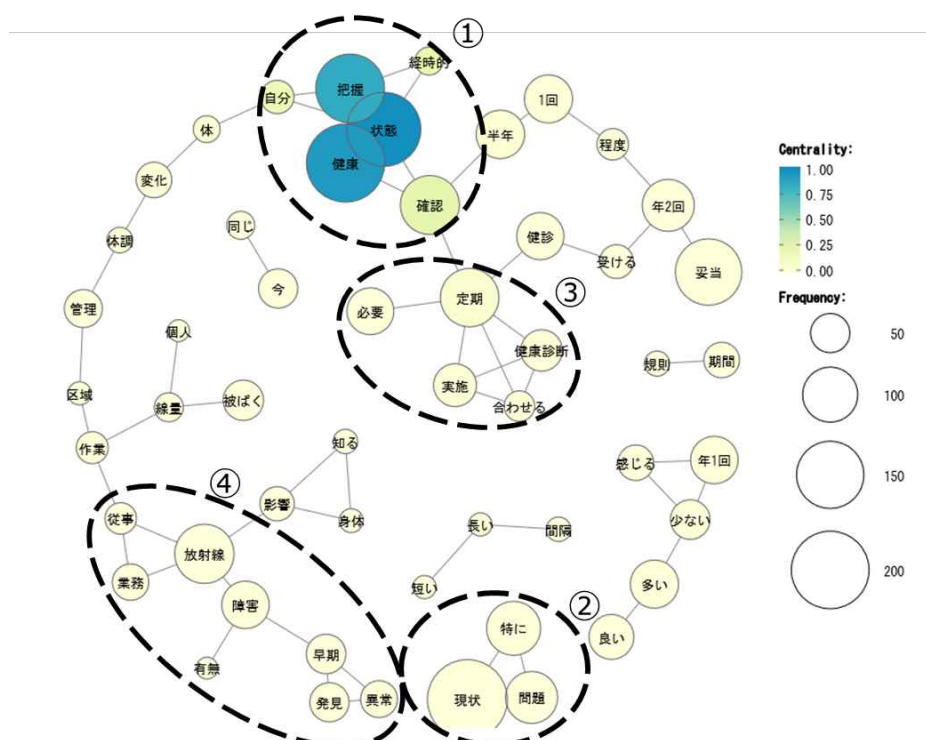 ①
経時的
把握
自分
状態
健康
確認
半年
1回
程度
年2回
妥当
健診
受ける
体
変化
体調
管理
区域
作業
同じ
今
個人
線量
被ばく
③
定期
必要
健康診断
実施
合わせる
規則
期間
知る
影響
身体
④
従事
放射線
業務
障害
有無
早期
発見
異常
長い
間隔
短い
②
特に
現状
問題
感じる
年1回
少ない
多い
良い
Centrality:
1.00
0.75
0.50
0.25
0.00
Frequency:
50
100
150
200